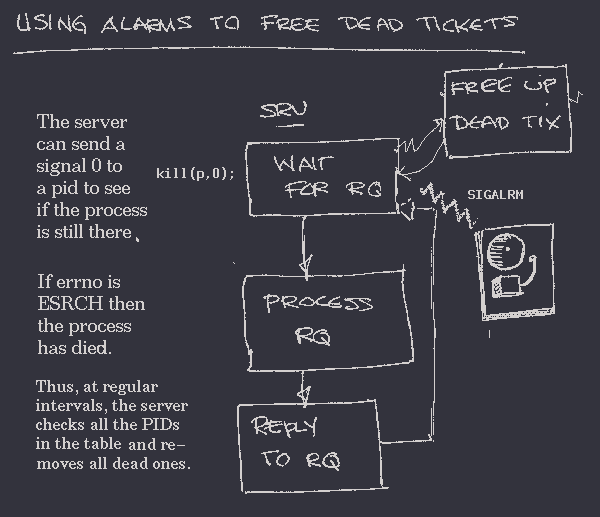 USING ALARMS TO FREE DEAD TICKETS
FREE UP
DEAD TIX
SRV
The server
can send a
signal 0 to
a pid to see
if the process
is still there.
kill(p,0);
WAIT
FOR RQ
SIGALRM
If errno is
ESRCH then
the process
has died.
PROCESS
RQ
Thus, at regular
intervals, the server
checks all the PIDs
in the table and re-
moves all dead ones.
REPLY
TO RQ